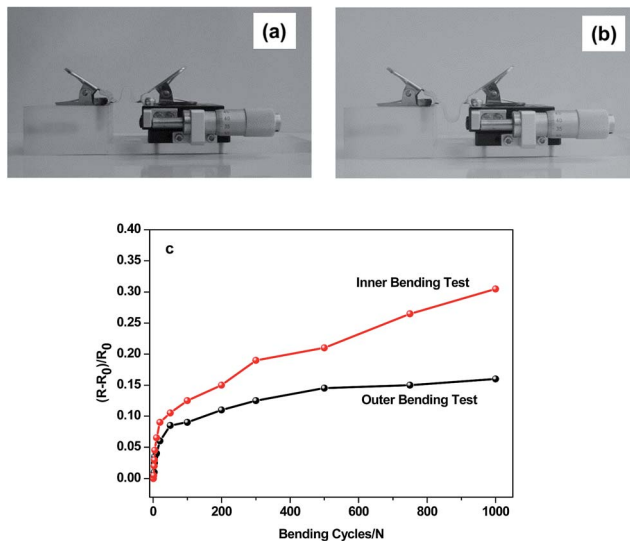 (a)
(b)
c
0.40
0.35
0.30
0.25
0.20
0.15
0.10
0.05
0.00
(R-R0)/R0
Inner Bending Test
Outer Bending Test
0
200
400
600
800
1000
Bending Cycles/N